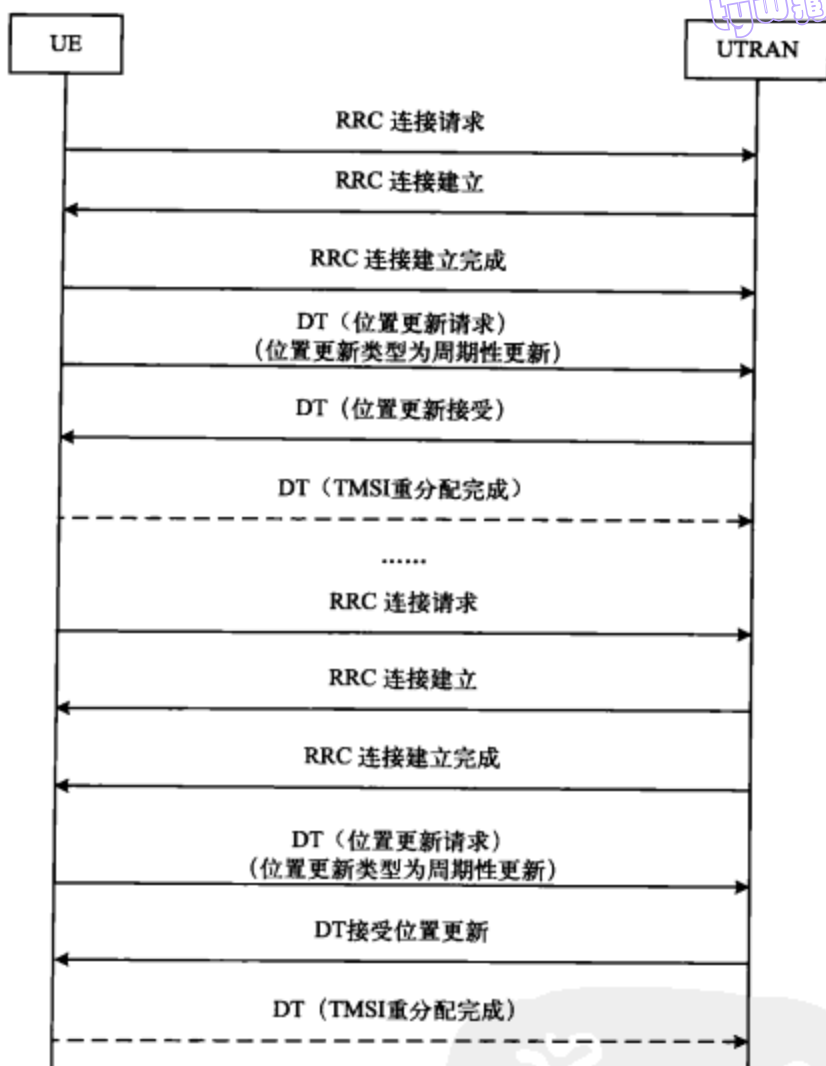 UE
UTRAN
RRC 连接请求
RRC 连接建立
RRC 连接建立完成
DT（位置更新请求）
（位置更新类型为周期性更新）
DT（位置更新接受）
DT（TMSI重分配完成）
……
RRC 连接请求
RRC 连接建立
RRC 连接建立完成
DT（位置更新请求）
（位置更新类型为周期性更新）
DT接受位置更新
DT（TMSI重分配完成）